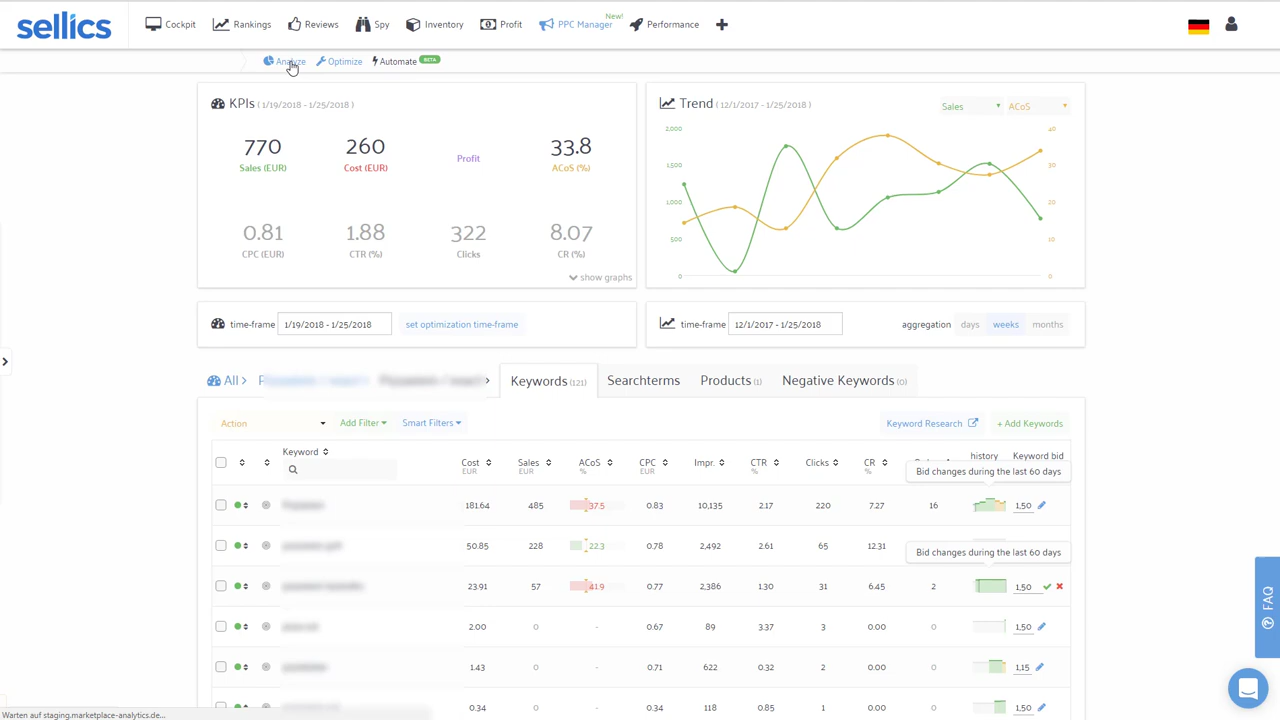 sellics
Cockpit Rankings Reviews Spy Inventory Profit PPC Manager New! Performance
Analyze Optimize Automate BETA
KPIs ( 1/19/2018 - 1/25/2018 )
770 260 33.8
Sales (EUR) Cost (EUR) Profit ACoS (%)
0.81 1.88 322 8.07
CPC (EUR) CTR (%) Clicks CR (%)
show graphs
Trend ( 12/1/2017 - 1/25/2018 )
Sales ACoS
2,000 40
1,500 30
1,000 20
500 10
0 0
time-frame 1/19/2018 - 1/25/2018 set optimization time-frame
time-frame 12/1/2017 - 1/25/2018 aggregation days weeks months
All Keywords (121) Searchterms Products (1) Negative Keywords (0)
Action Add Filter Smart Filters Keyword Research + Add Keywords
Keyword Cost EUR Sales EUR ACoS % CPC EUR Impr. CTR % Clicks CR % history Keyword bid
Bid changes during the last 60 days
181.64 485 37.5 0.83 10,135 2.17 220 7.27 16 1,50
50.85 228 22.3 0.78 2,492 2.61 65 12.31
Bid changes during the last 60 days
23.91 57 41.9 0.77 2,386 1.30 31 6.45 2 1,50
2.00 0 - 0.67 89 3.37 3 0.00 0 1,50
1.43 0 - 0.71 622 0.32 2 0.00 0 1,15
0.34 0 - 0.34 118 0.85 1 0.00 0 1,50
FAQ
Warten auf staging.marketplace-analytics.de...